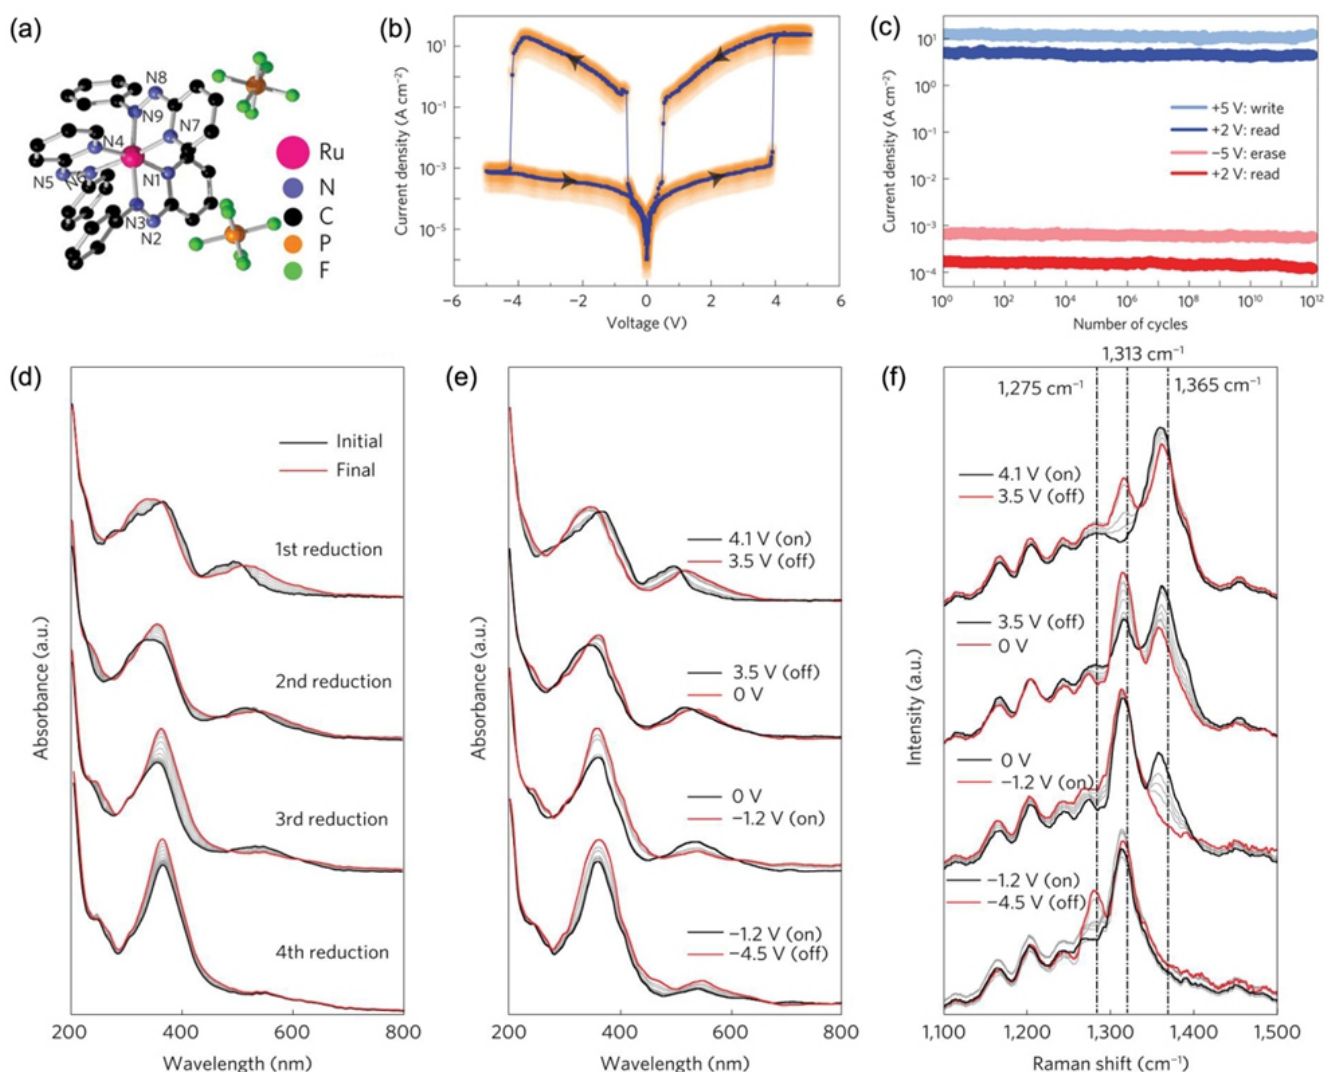 (a)
N8
N9
N7
N4
N5
N6
N1
N3
N2
Ru
N
C
P
F
(b)
Current density (A cm⁻²)
10¹
10⁻¹
10⁻³
10⁻⁵
−6
−4
−2
0
2
4
6
Voltage (V)
(c)
Current density (A cm⁻²)
10¹
10⁰
10⁻¹
10⁻²
10⁻³
10⁻⁴
+5 V: write
+2 V: read
−5 V: erase
+2 V: read
10⁰
10²
10⁴
10⁶
10⁸
10¹⁰
10¹²
Number of cycles
(d)
Absorbance (a.u.)
Initial
Final
1st reduction
2nd reduction
3rd reduction
4th reduction
200
400
600
800
Wavelength (nm)
(e)
Absorbance (a.u.)
4.1 V (on)
3.5 V (off)
3.5 V (off)
0 V
0 V
−1.2 V (on)
−1.2 V (on)
−4.5 V (off)
200
400
600
800
Wavelength (nm)
(f)
1,313 cm⁻¹
1,275 cm⁻¹
1,365 cm⁻¹
Intensity (a.u.)
4.1 V (on)
3.5 V (off)
3.5 V (off)
0 V
0 V
−1.2 V (on)
−1.2 V (on)
−4.5 V (off)
1,100
1,200
1,300
1,400
1,500
Raman shift (cm⁻¹)